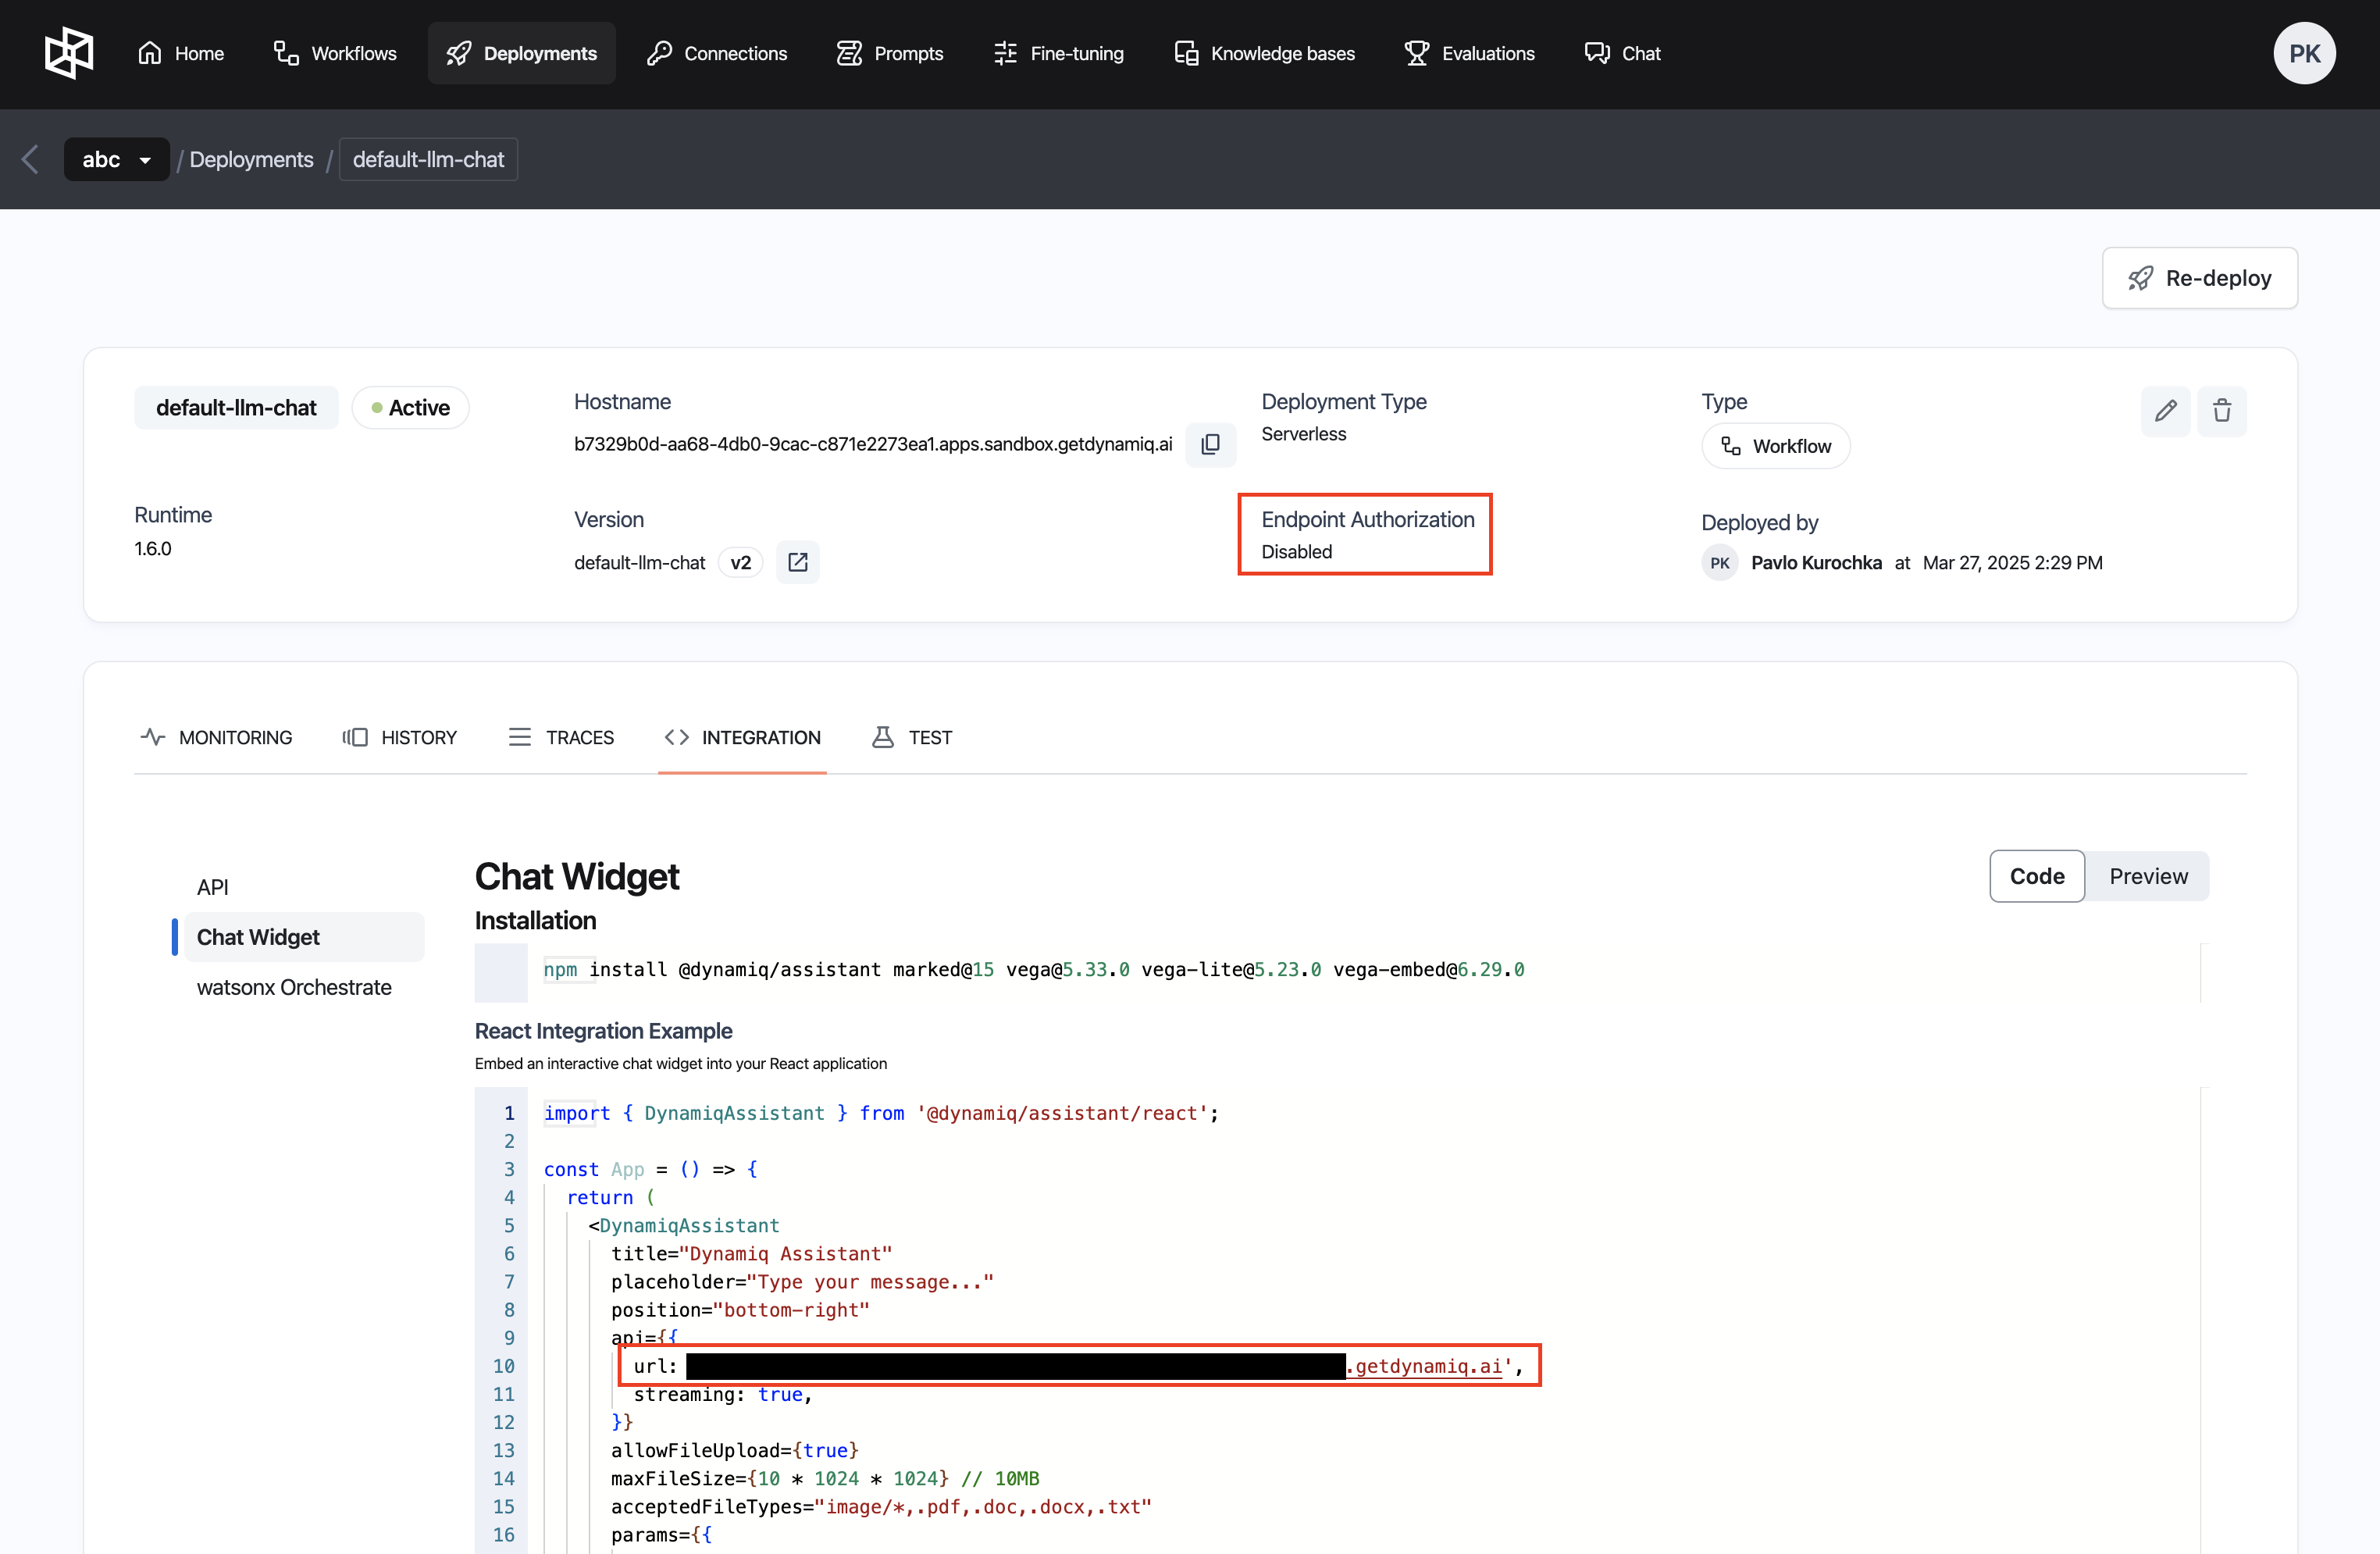 Home Workflows Deployments Connections Prompts Fine-tuning Knowledge bases Evaluations Chat PK
abc / Deployments / default-llm-chat
Re-deploy
default-llm-chat Active
Hostname
b7329b0d-aa68-4db0-9cac-c871e2273ea1.apps.sandbox.getdynamiq.ai
Deployment Type
Serverless
Type
Workflow
Runtime
1.6.0
Version
default-llm-chat v2
Endpoint Authorization
Disabled
Deployed by
PK Pavlo Kurochka at Mar 27, 2025 2:29 PM
MONITORING HISTORY TRACES INTEGRATION TEST
API
Chat Widget
watsonx Orchestrate
Chat Widget
Code Preview
Installation
npm install @dynamiq/assistant marked@15 vega@5.33.0 vega-lite@5.23.0 vega-embed@6.29.0
React Integration Example
Embed an interactive chat widget into your React application
1 import { DynamiqAssistant } from '@dynamiq/assistant/react';
2
3 const App = () => {
4 return (
5 <DynamiqAssistant
6 title="Dynamiq Assistant"
7 placeholder="Type your message..."
8 position="bottom-right"
9 api={{
10 url: .getdynamiq.ai',
11 streaming: true,
12 }}
13 allowFileUpload={true}
14 maxFileSize={10 * 1024 * 1024} // 10MB
15 acceptedFileTypes="image/*,.pdf,.doc,.docx,.txt"
16 params={{